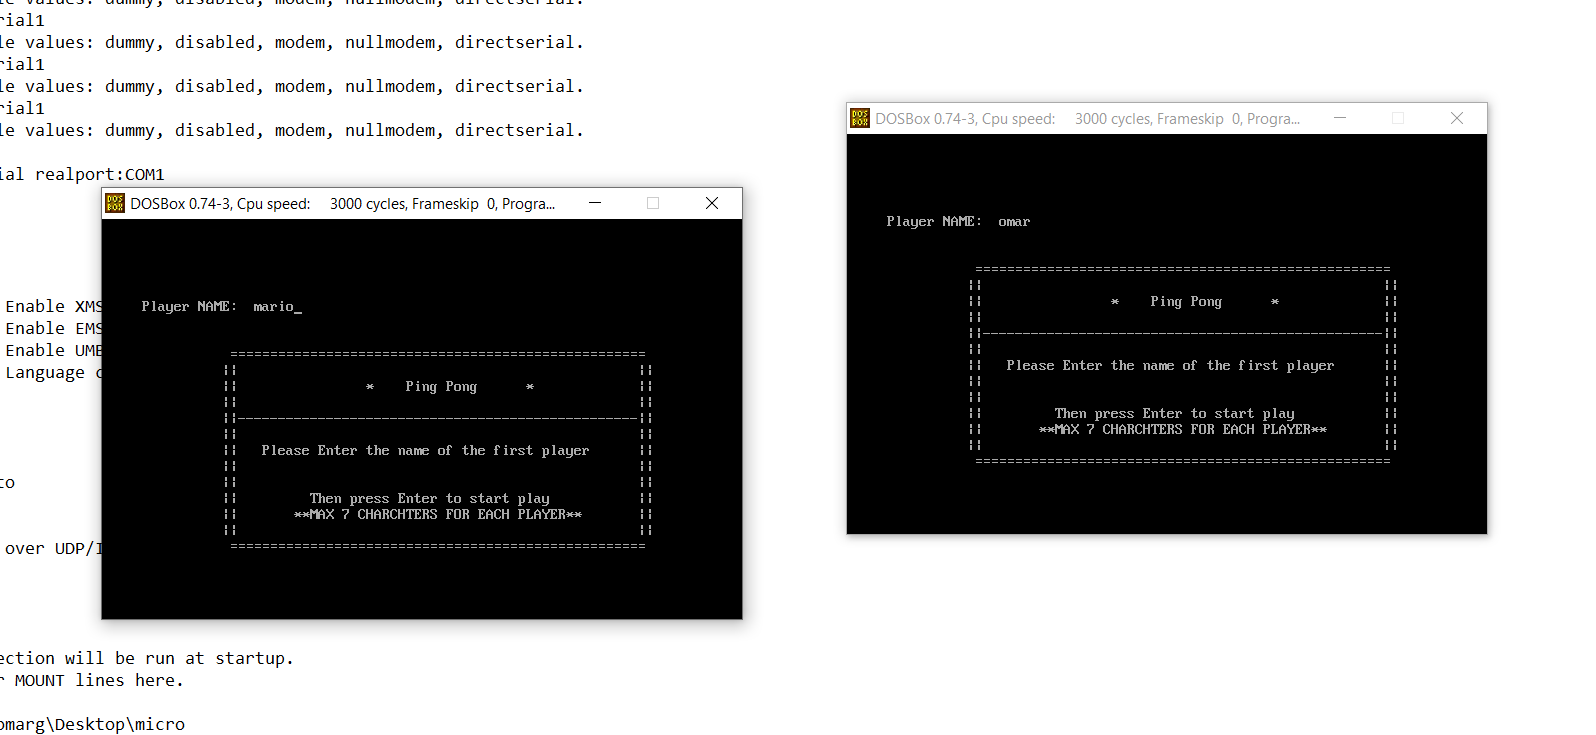 le values: dummy, disabled, modem, nullmodem, directserial.
rial1
le values: dummy, disabled, modem, nullmodem, directserial.
rial1
le values: dummy, disabled, modem, nullmodem, directserial.
rial1
le values: dummy, disabled, modem, nullmodem, directserial.
ial realport:COM1
Enable XMS
Enable EMS
Enable UMB
Language c
to
over UDP/I
ection will be run at startup.
r MOUNT lines here.
omarg\Desktop\micro
DOSBox 0.74-3, Cpu speed: 3000 cycles, Frameskip 0, Progra...
Player NAME: mario_
* Ping Pong *
Please Enter the name of the first player
Then press Enter to start play
**MAX 7 CHARCHTERS FOR EACH PLAYER**
DOSBox 0.74-3, Cpu speed: 3000 cycles, Frameskip 0, Progra...
Player NAME: omar
* Ping Pong *
Please Enter the name of the first player
Then press Enter to start play
**MAX 7 CHARCHTERS FOR EACH PLAYER**